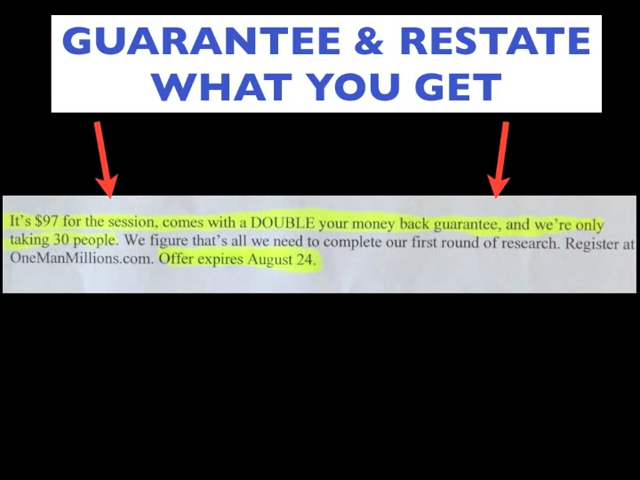 GUARANTEE & RESTATE
WHAT YOU GET
It's $97 for the session, comes with a DOUBLE your money back guarantee, and we're only
taking 30 people. We figure that's all we need to complete our first round of research. Register at
OneManMillions.com. Offer expires August 24.